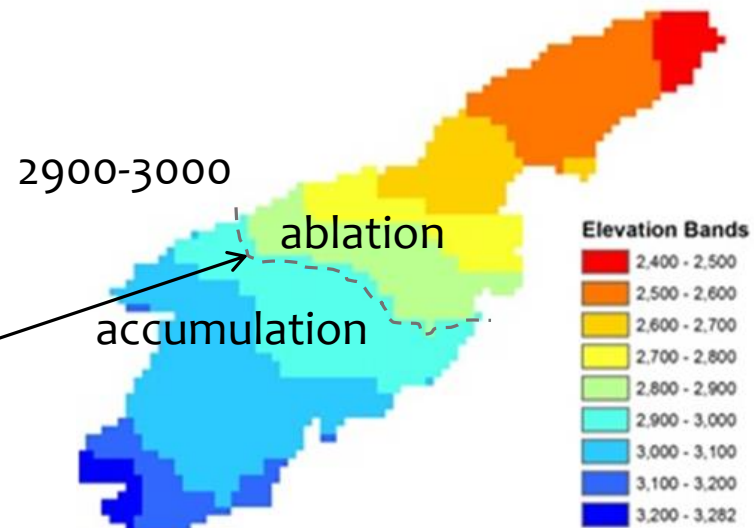 2900-3000
ablation
accumulation
Elevation Bands
2,400 - 2,500
2,500 - 2,600
2,600 - 2,700
2,700 - 2,800
2,800 - 2,900
2,900 - 3,000
3,000 - 3,100
3,100 - 3,200
3,200 - 3,282